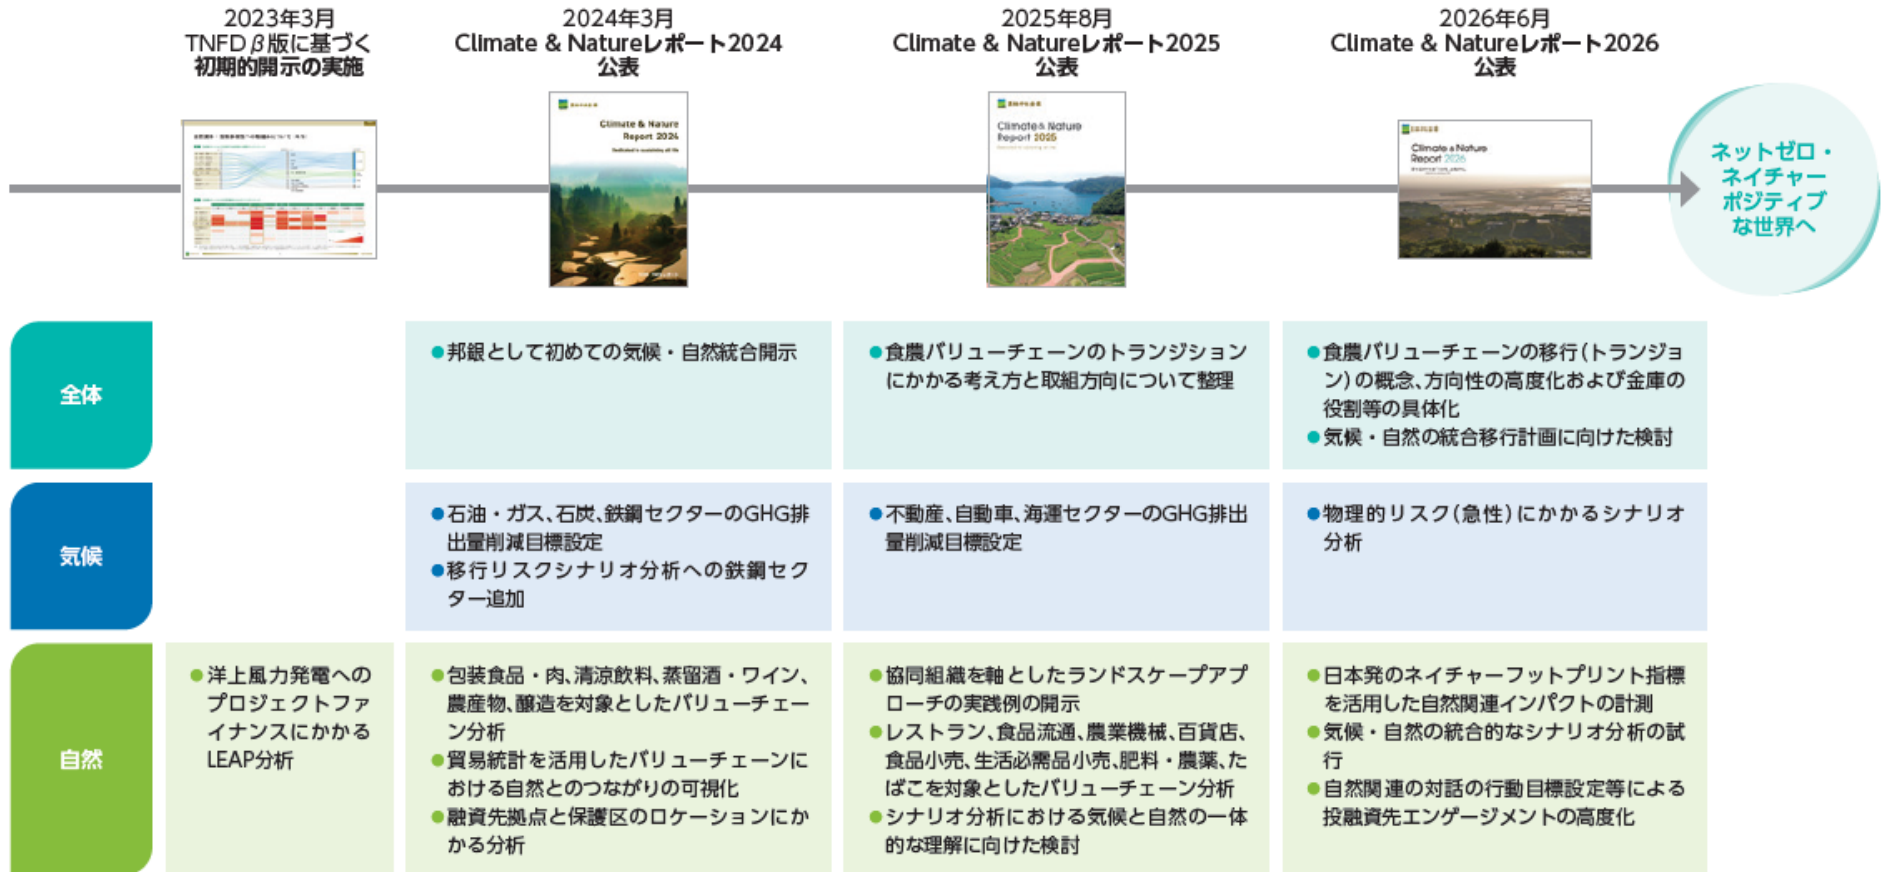 2023年3月
TNFDβ版に基づく
初期的開示の実施
2024年3月
Climate & Natureレポート2024
公表
2025年8月
Climate & Natureレポート2025
公表
2026年6月
Climate & Natureレポート2026
公表
Climate & Nature
Report 2024
Climate & Nature
Report 2025
Climate & Nature
Report 2026
ネットゼロ・
ネイチャー
ポジティブ
な世界へ
全体
●邦銀として初めての気候・自然統合開示
●食農バリューチェーンのトランジション
にかかる考え方と取組方向について整理
●食農バリューチェーンの移行(トランジョ
ン)の概念、方向性の高度化および金庫の
役割等の具体化
●気候・自然の統合移行計画に向けた検討
気候
●石油・ガス、石炭、鉄鋼セクターのGHG排
出量削減目標設定
●移行リスクシナリオ分析への鉄鋼セク
ター追加
●不動産、自動車、海運セクターのGHG排出
量削減目標設定
●物理的リスク(急性)にかかるシナリオ
分析
自然
●洋上風力発電への
プロジェクトファ
イナンスにかかる
LEAP分析
●包装食品・肉、清涼飲料、蒸留酒・ワイン、
農産物、醸造を対象としたバリューチェー
ン分析
●貿易統計を活用したバリューチェーンに
おける自然とのつながりの可視化
●融資先拠点と保護区のロケーションにか
かる分析
●協同組織を軸としたランドスケープアプ
ローチの実践例の開示
●レストラン、食品流通、農業機械、百貨店、
食品小売、生活必需品小売、肥料・農薬、た
ばこを対象としたバリューチェーン分析
●シナリオ分析における気候と自然の一体
的な理解に向けた検討
●日本発のネイチャーフットプリント指標
を活用した自然関連インパクトの計測
●気候・自然の統合的なシナリオ分析の試
行
●自然関連の対話の行動目標設定等による
投融資先エンゲージメントの高度化